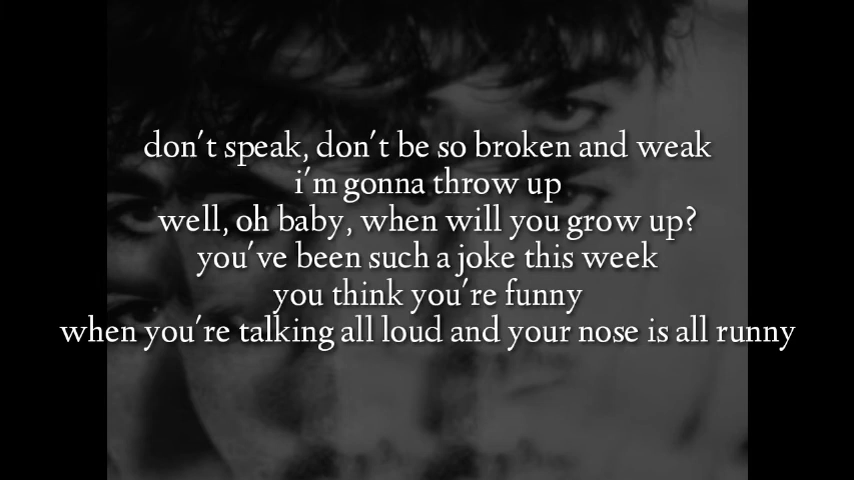 don't speak, don't be so broken and weak
i'm gonna throw up
well, oh baby, when will you grow up?
you've been such a joke this week
you think you're funny
when you're talking all loud and your nose is all runny